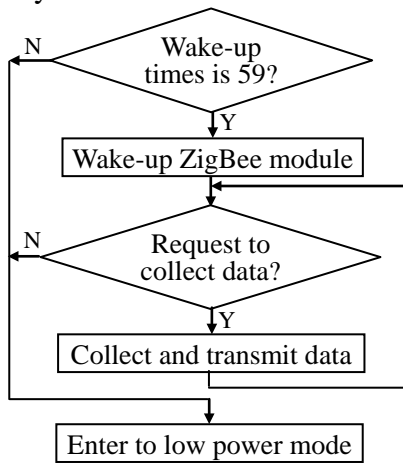 Wake-up
times is 59?
N
Y
Wake-up ZigBee module
Request to
collect data?
N
Y
Collect and transmit data
Enter to low power mode